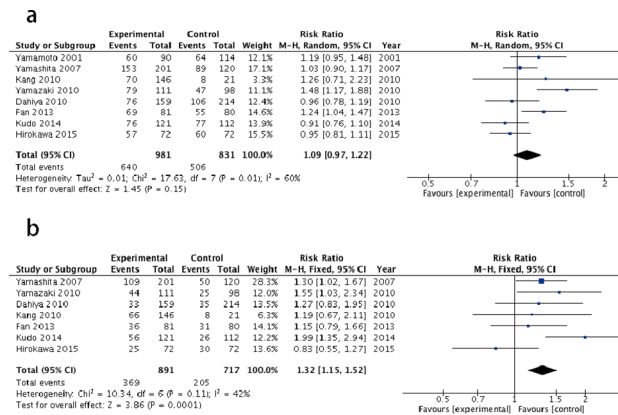 a
Experimental Control Risk Ratio Risk Ratio
Study or Subgroup Events Total Events Total Weight M-H, Random, 95% CI Year M-H, Random, 95% CI
Yamamoto 2001 60 90 64 114 12.1% 1.19 [0.95, 1.48] 2001
Yamashita 2007 153 201 89 120 17.9% 1.03 [0.90, 1.17] 2007
Kang 2010 70 146 8 21 3.3% 1.26 [0.71, 2.23] 2010
Yamazaki 2010 79 111 47 98 11.6% 1.48 [1.17, 1.88] 2010
Dahiya 2010 76 159 106 214 12.4% 0.96 [0.78, 1.19] 2010
Fan 2013 69 81 55 80 15.3% 1.24 [1.04, 1.47] 2013
Kudo 2014 76 121 77 112 13.9% 0.91 [0.76, 1.10] 2014
Hirokawa 2015 57 72 60 72 15.5% 0.95 [0.81, 1.11] 2015
Total (95% CI) 981 831 100.0% 1.09 [0.97, 1.22]
Total events 640 506
Heterogeneity: Tau² = 0.01; Chi² = 17.63, df = 7 (P = 0.01); I² = 60%
Test for overall effect: Z = 1.45 (P = 0.15)
0.5 0.7 1 1.5 2
Favours [experimental] Favours [control]
b
Experimental Control Risk Ratio Risk Ratio
Study or Subgroup Events Total Events Total Weight M-H, Fixed, 95% CI Year M-H, Fixed, 95% CI
Yamashita 2007 109 201 50 120 28.3% 1.30 [1.02, 1.67] 2007
Yamazaki 2010 44 111 25 98 12.0% 1.55 [1.03, 2.34] 2010
Dahiya 2010 33 159 35 214 13.5% 1.27 [0.83, 1.95] 2010
Kang 2010 66 146 8 21 6.3% 1.19 [0.67, 2.11] 2010
Fan 2013 36 81 31 80 14.1% 1.15 [0.79, 1.66] 2013
Kudo 2014 56 121 26 112 12.2% 1.99 [1.35, 2.94] 2014
Hirokawa 2015 25 72 30 72 13.6% 0.83 [0.55, 1.27] 2015
Total (95% CI) 891 717 100.0% 1.32 [1.15, 1.52]
Total events 369 205
Heterogeneity: Chi² = 10.34, df = 6 (P = 0.11); I² = 42%
Test for overall effect: Z = 3.86 (P = 0.0001)
0.5 0.7 1 1.5 2
Favours [experimental] Favours [control]